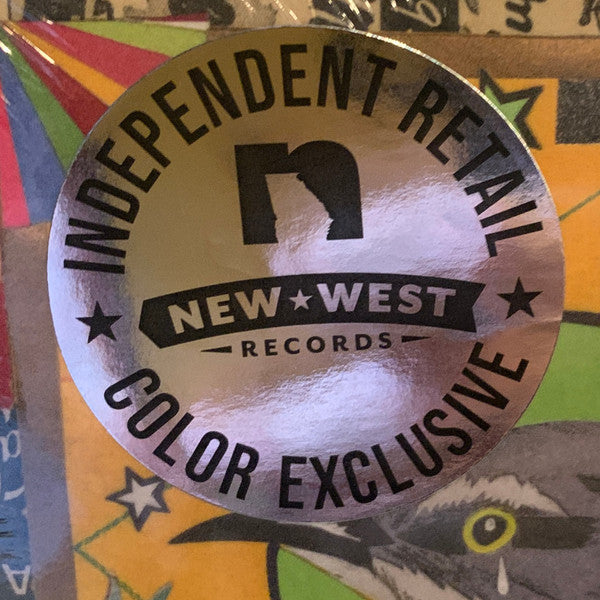 INDEPENDENT RETAIL
n
NEW★WEST
RECORDS
COLOR EXCLUSIVE